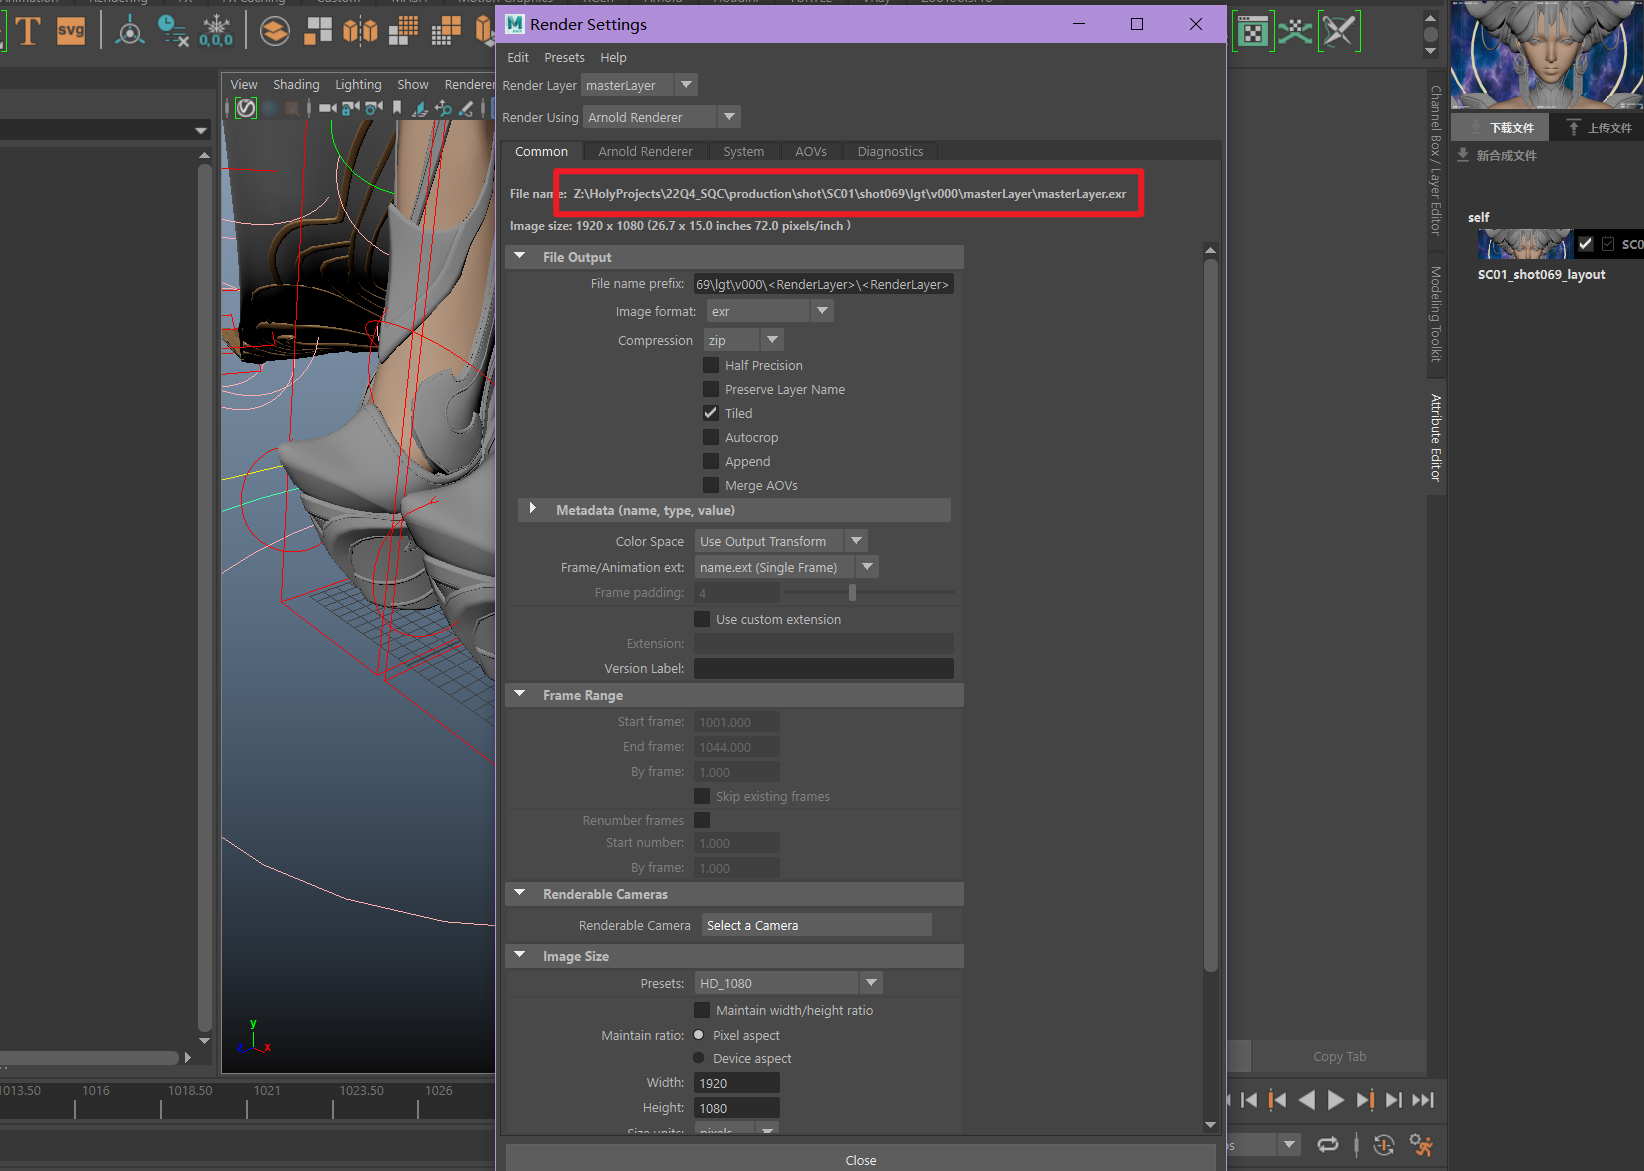 Render Settings
Edit Presets Help
Render Layer masterLayer
Render Using Arnold Renderer
Common Arnold Renderer System AOVs Diagnostics
File name: Z:\HolyProjects\22Q4_SQC\production\shot\SC01\shot069\lgt\v000\masterLayer\masterLayer.exr
Image size: 1920 x 1080 (26.7 x 15.0 inches 72.0 pixels/inch )
File Output
File name prefix: 69\lgt\v000\<RenderLayer>\<RenderLayer>
Image format: exr
Compression zip
Half Precision
Preserve Layer Name
Tiled
Autocrop
Append
Merge AOVs
Metadata (name, type, value)
Color Space Use Output Transform
Frame/Animation ext: name.ext (Single Frame)
Frame padding: 4
Use custom extension
Extension:
Version Label:
Frame Range
Start frame: 1001.000
End frame: 1044.000
By frame: 1.000
Skip existing frames
Renumber frames
Start number: 1.000
By frame: 1.000
Renderable Cameras
Renderable Camera Select a Camera
Image Size
Presets: HD_1080
Maintain width/height ratio
Maintain ratio: Pixel aspect
Device aspect
Width: 1920
Height: 1080
Size units: pixels
Close
T SVG 0,0,0
View Shading Lighting Show Renderer
y
z x
1013.50 1016 1018.50 1021 1023.50 1026
Channel Box / Layer Editor
Modeling Toolkit
Attribute Editor
Copy Tab
下载文件 上传文件
新合成文件
self
SC0
SC01_shot069_layout